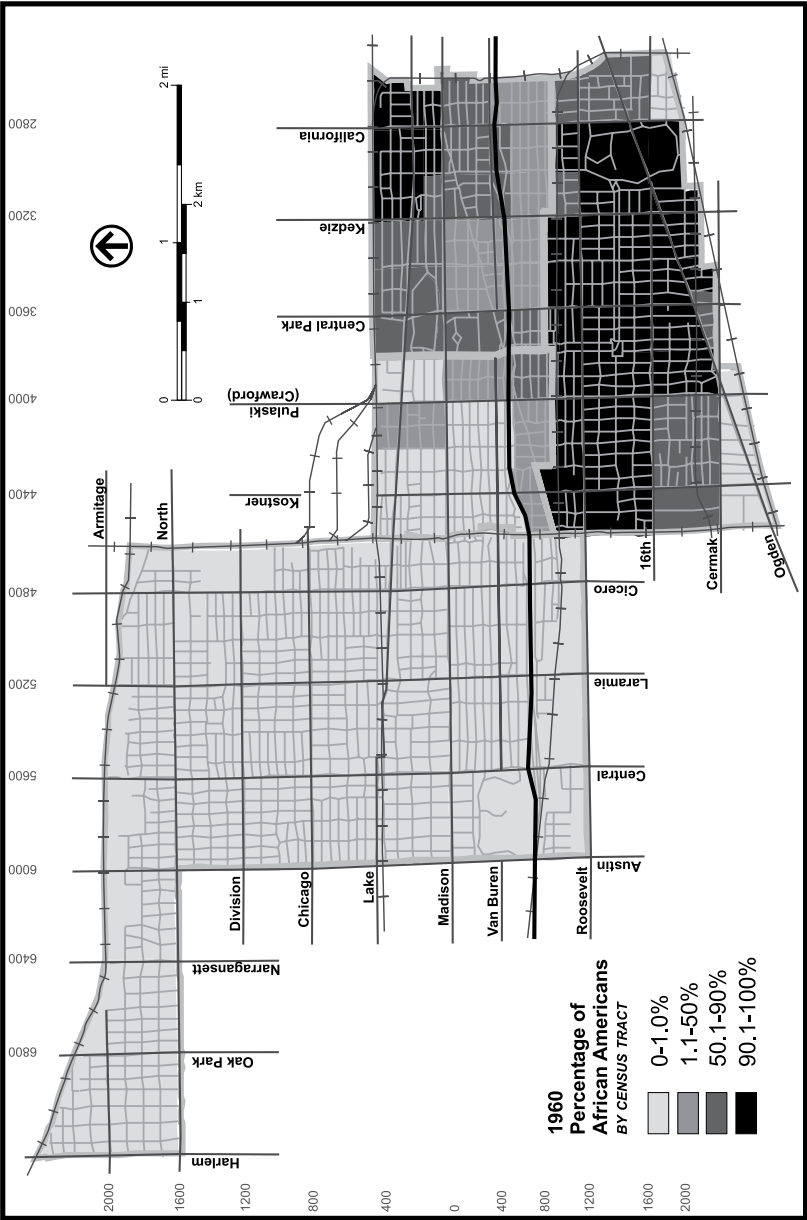 1960
Percentage of
African Americans
BY CENSUS TRACT
0-1.0%
1.1-50%
50.1-90%
90.1-100%
Harlem
Oak Park
Narragansett
Austin
Central
Laramie
Cicero
Kostner
Pulaski
(Crawford)
Central Park
Kedzie
California
Armitage
North
Division
Chicago
Lake
Madison
Van Buren
Roosevelt
16th
Cermak
Ogden
6800
6400
6000
5600
5200
4800
4400
4000
3600
3200
2800
2000
1600
1200
800
400
0
400
800
1200
1600
2000
0
1
2 mi
0
1
2 km